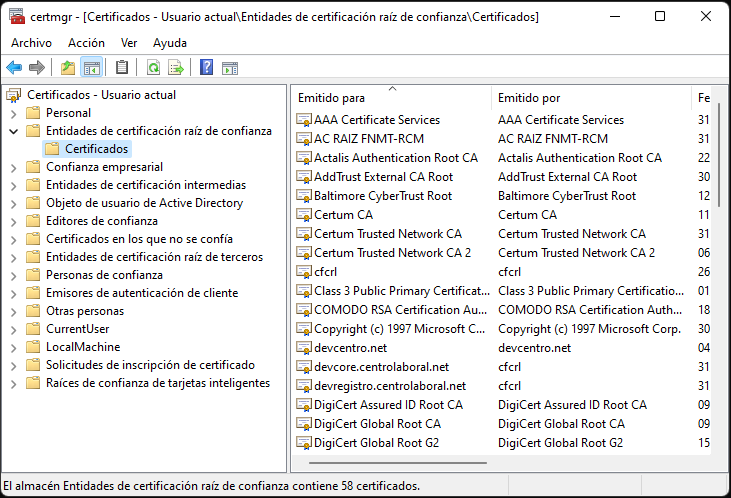 certmgr - [Certificados - Usuario actual\Entidades de certificación raíz de confianza\Certificados]
Archivo Acción Ver Ayuda
Certificados - Usuario actual
Personal
Entidades de certificación raíz de confianza
Certificados
Confianza empresarial
Entidades de certificación intermedias
Objeto de usuario de Active Directory
Editores de confianza
Certificados en los que no se confía
Entidades de certificación raíz de terceros
Personas de confianza
Emisores de autenticación de cliente
Otras personas
CurrentUser
LocalMachine
Solicitudes de inscripción de certificado
Raíces de confianza de tarjetas inteligentes
Emitido para Emitido por Fe
AAA Certificate Services AAA Certificate Services 31
AC RAIZ FNMT-RCM AC RAIZ FNMT-RCM 31
Actalis Authentication Root CA Actalis Authentication Root CA 22
AddTrust External CA Root AddTrust External CA Root 30
Baltimore CyberTrust Root Baltimore CyberTrust Root 12
Certum CA Certum CA 11
Certum Trusted Network CA Certum Trusted Network CA 31
Certum Trusted Network CA 2 Certum Trusted Network CA 2 06
cfcrl cfcrl 26
Class 3 Public Primary Certificat... Class 3 Public Primary Certificatio... 01
COMODO RSA Certification Auth... COMODO RSA Certification Auth... 18
Copyright (c) 1997 Microsoft C... Copyright (c) 1997 Microsoft Corp. 30
devcentro.net devcentro.net 04
devcore.centrolaboral.net cfcrl 31
devregistro.centrolaboral.net cfcrl 31
DigiCert Assured ID Root CA DigiCert Assured ID Root CA 09
DigiCert Global Root CA DigiCert Global Root CA 09
DigiCert Global Root G2 DigiCert Global Root G2 15
El almacén Entidades de certificación raíz de confianza contiene 58 certificados.